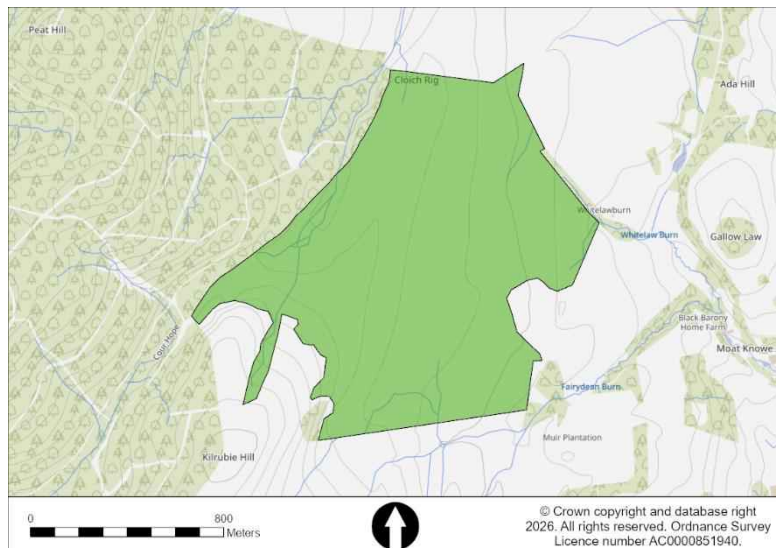 Peat Hill
Cloich Rig
Ada Hill
Whitelawburn
Whitelaw Burn
Gallow Law
Black Barony
Home Farm
Moat Knowe
Cour Hope
Fairydean Burn
Muir Plantation
Kilrubie Hill
0
800
Meters
© Crown copyright and database right
2026. All rights reserved. Ordnance Survey
Licence number AC0000851940.